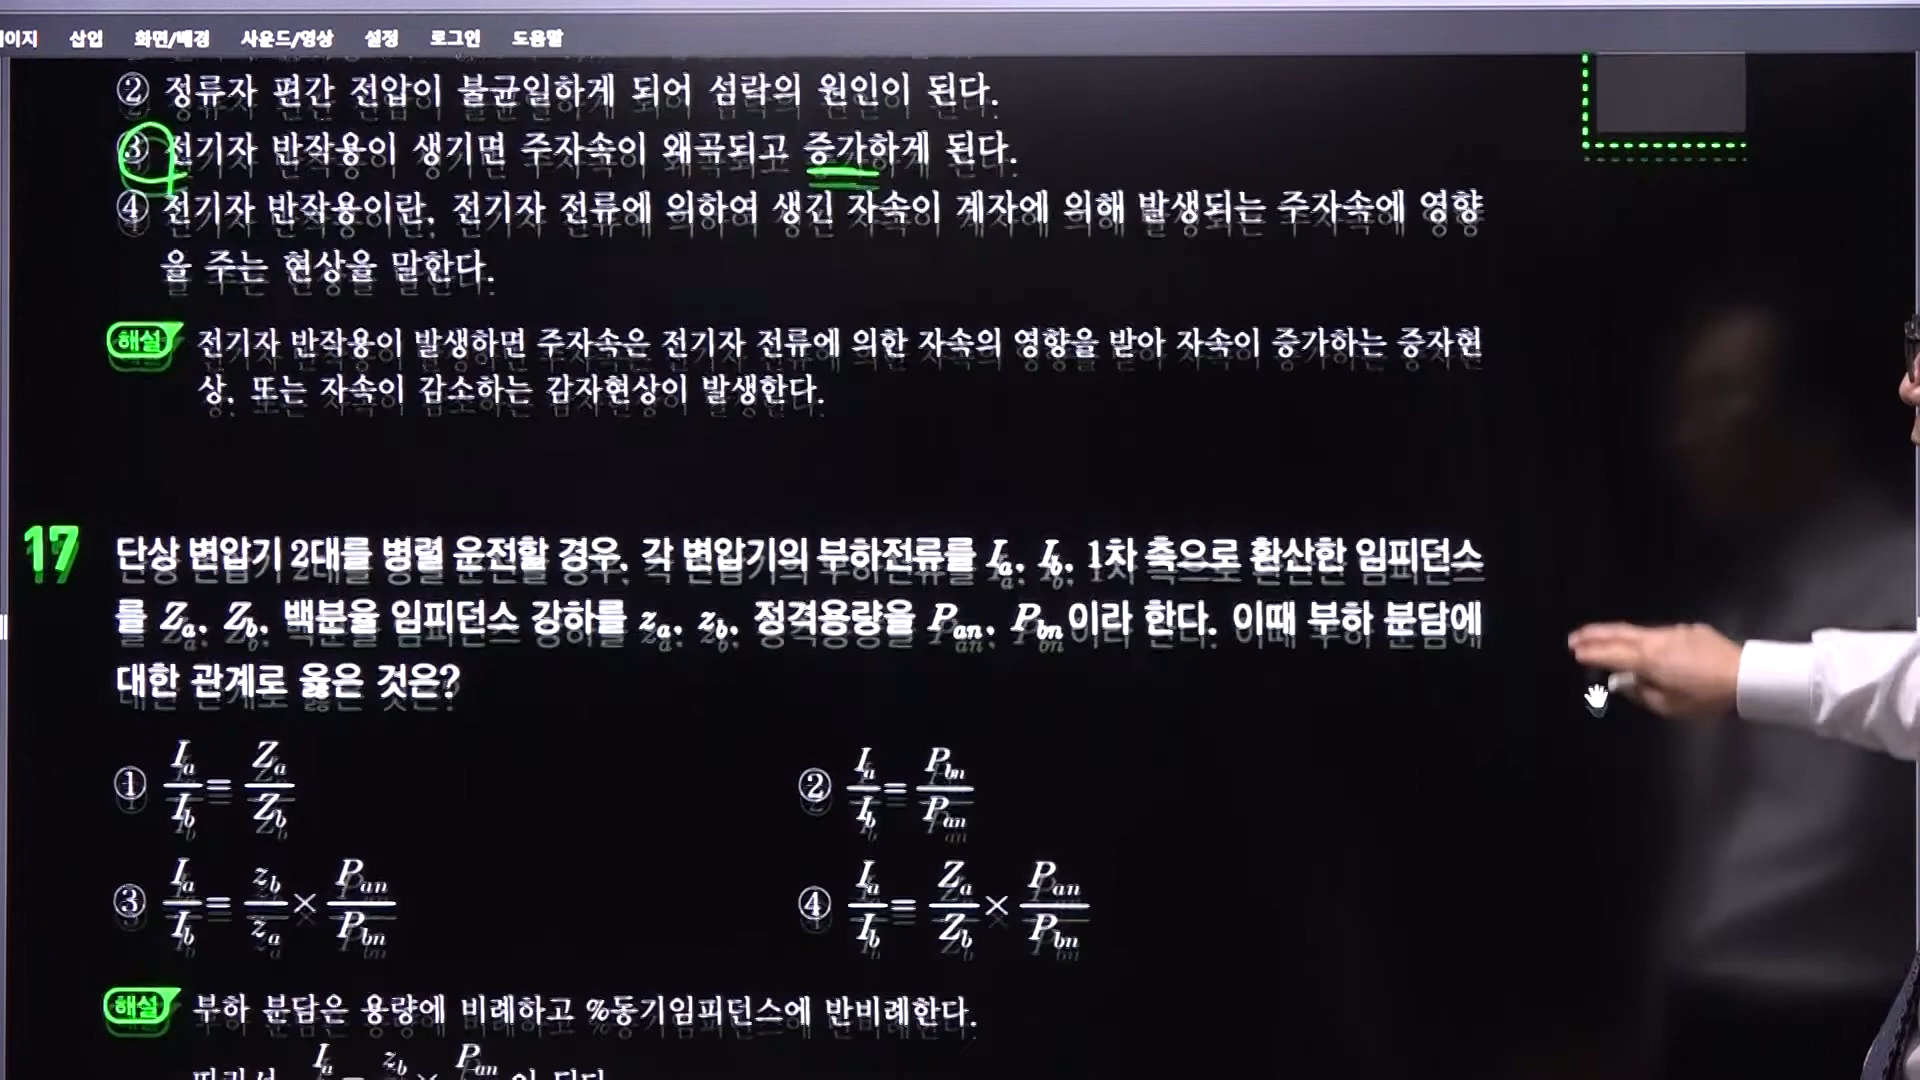 이지 삽입 화면/배경 사운드/영상 설정 로그인 도움말
② 정류자 편간 전압이 불균일하게 되어 섬락의 원인이 된다.
③ 전기자 반작용이 생기면 주자속이 왜곡되고 증가하게 된다.
④ 전기자 반작용이란, 전기자 전류에 의하여 생긴 자속이 계자에 의해 발생되는 주자속에 영향
을 주는 현상을 말한다.
해설 전기자 반작용이 발생하면 주자속은 전기자 전류에 의한 자속의 영향을 받아 자속이 증가하는 증자현
상, 또는 자속이 감소하는 감자현상이 발생한다.
17 단상 변압기 2대를 병렬 운전할 경우, 각 변압기의 부하전류를 Ia, Ib, 1차 측으로 환산한 임피던스
를 Za, Zb, 백분율 임피던스 강하를 za, zb, 정격용량을 Pan, Pbn이라 한다. 이때 부하 분담에
대한 관계로 옳은 것은?
① Ia/Ib = Za/Zb ② Ia/Ib = Pbn/Pan
③ Ia/Ib = zb/za × Pan/Pbn ④ Ia/Ib = Za/Zb × Pan/Pbn
해설 부하 분담은 용량에 비례하고 %동기임피던스에 반비례한다.
따라서 Ia = zb × Pan 이 된다